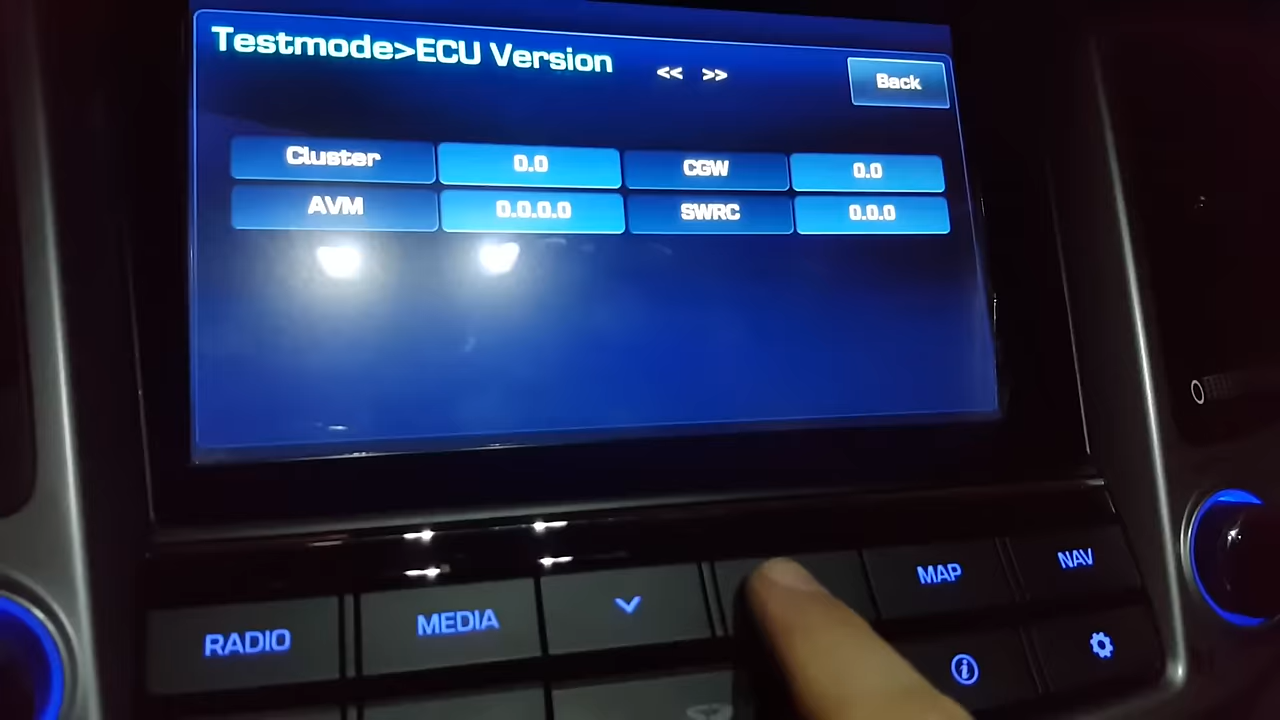 Testmode>ECU Version << >> Back
Cluster 0.0 CGW 0.0
AVM 0.0.0.0 SWRC 0.0.0
RADIO MEDIA MAP NAV
i